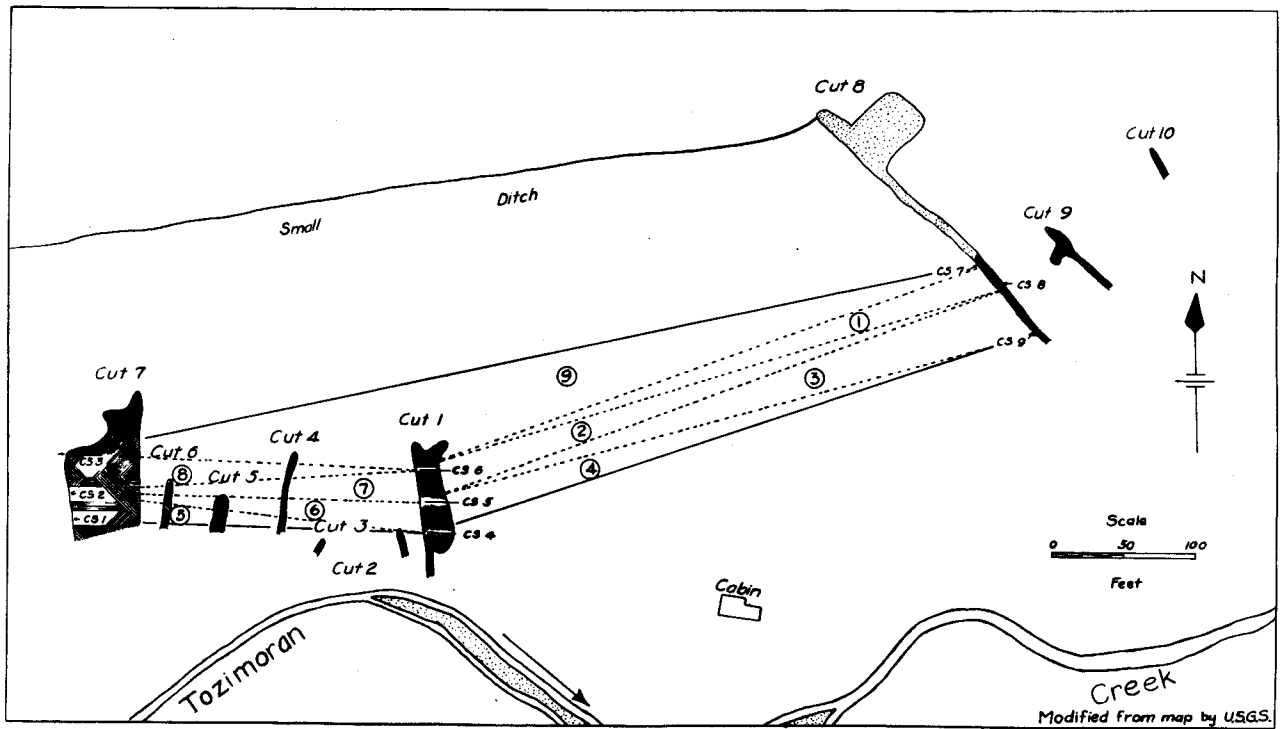 Cut 8
Cut 10
Ditch
Small
Cut 9
CS 7
CS 8
N
①
CS 9
③
⑨
Cut 7
②
Cut 1
④
Cut 4
Cut 6
CS 3
CS 6
⑧
Cut 5
⑦
CS 2
CS 5
⑤
⑥
CS 1
Cut 3
CS 4
Scale
0 50 100
Feet
Cut 2
Cabin
Tozimoran
Creek
Modified from map by U.S.G.S.